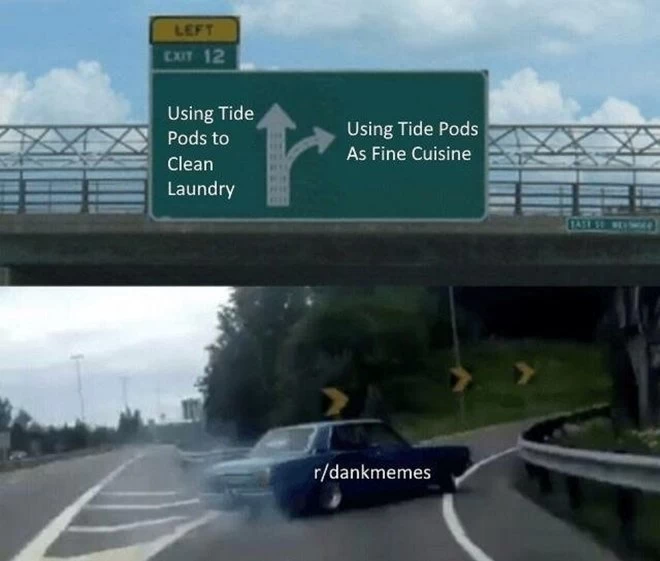 LEFT
EXIT 12
Using Tide
Pods to
Clean
Laundry
Using Tide Pods
As Fine Cuisine
r/dankmemes